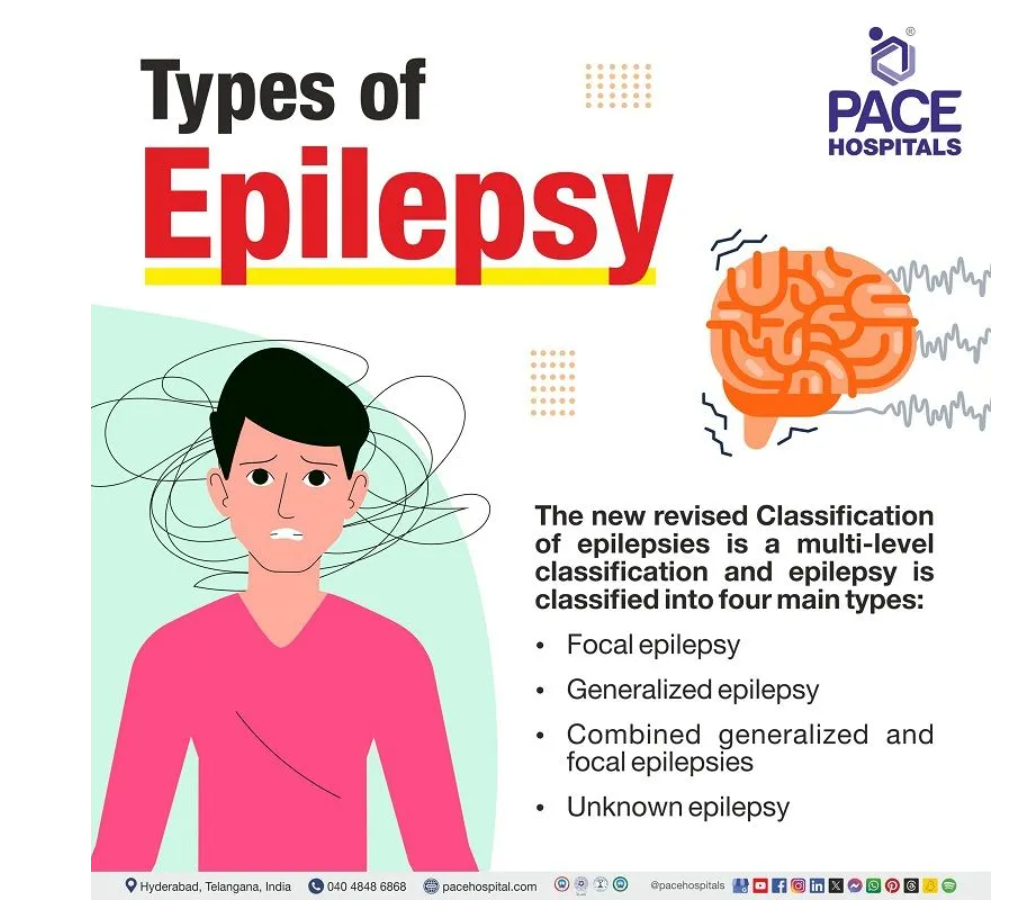 Types of
Epilepsy
®
PACE
HOSPITALS
The new revised Classification
of epilepsies is a multi-level
classification and epilepsy is
classified into four main types:
• Focal epilepsy
• Generalized epilepsy
• Combined generalized and
focal epilepsies
• Unknown epilepsy
Hyderabad, Telangana, India 040 4848 6868 pacehospital.com @pacehospitals